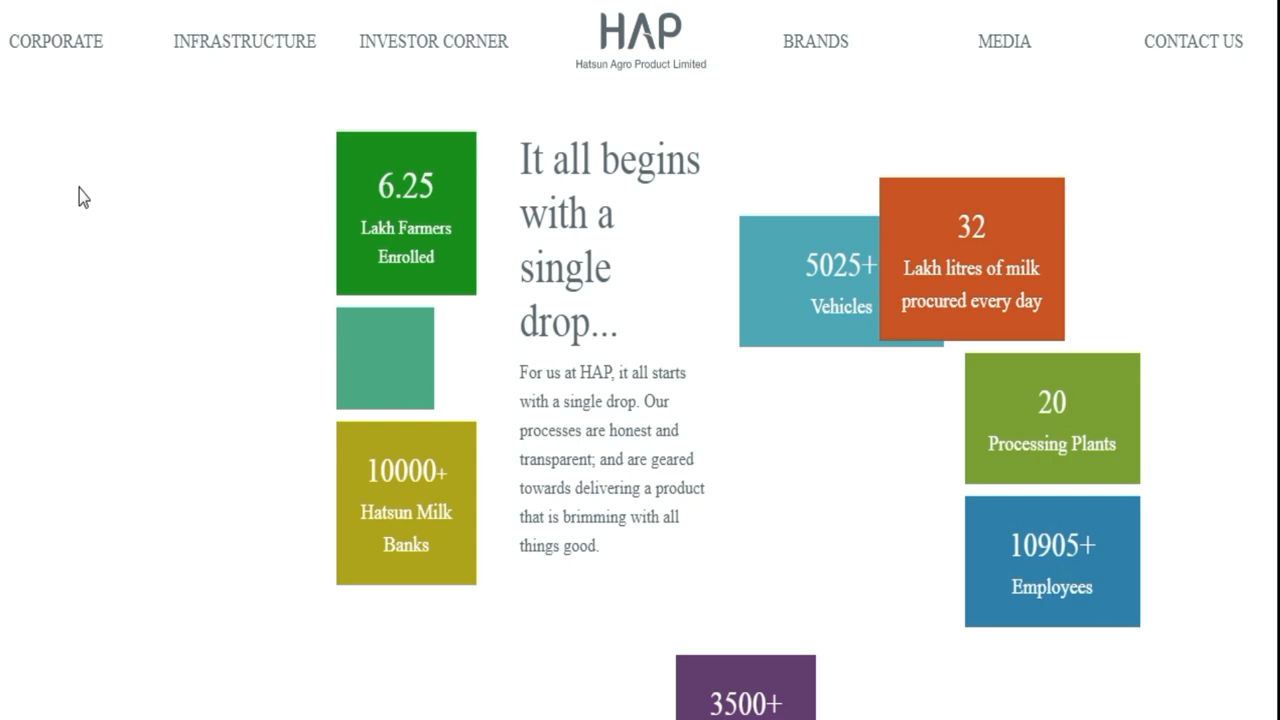 CORPORATE
INFRASTRUCTURE
INVESTOR CORNER
HAP
Hatsun Agro Product Limited
BRANDS
MEDIA
CONTACT US
6.25
Lakh Farmers
Enrolled
10000+
Hatsun Milk
Banks
It all begins
with a
single
drop...
For us at HAP, it all starts
with a single drop. Our
processes are honest and
transparent; and are geared
towards delivering a product
that is brimming with all
things good.
5025+
Vehicles
32
Lakh litres of milk
procured every day
20
Processing Plants
10905+
Employees
3500+